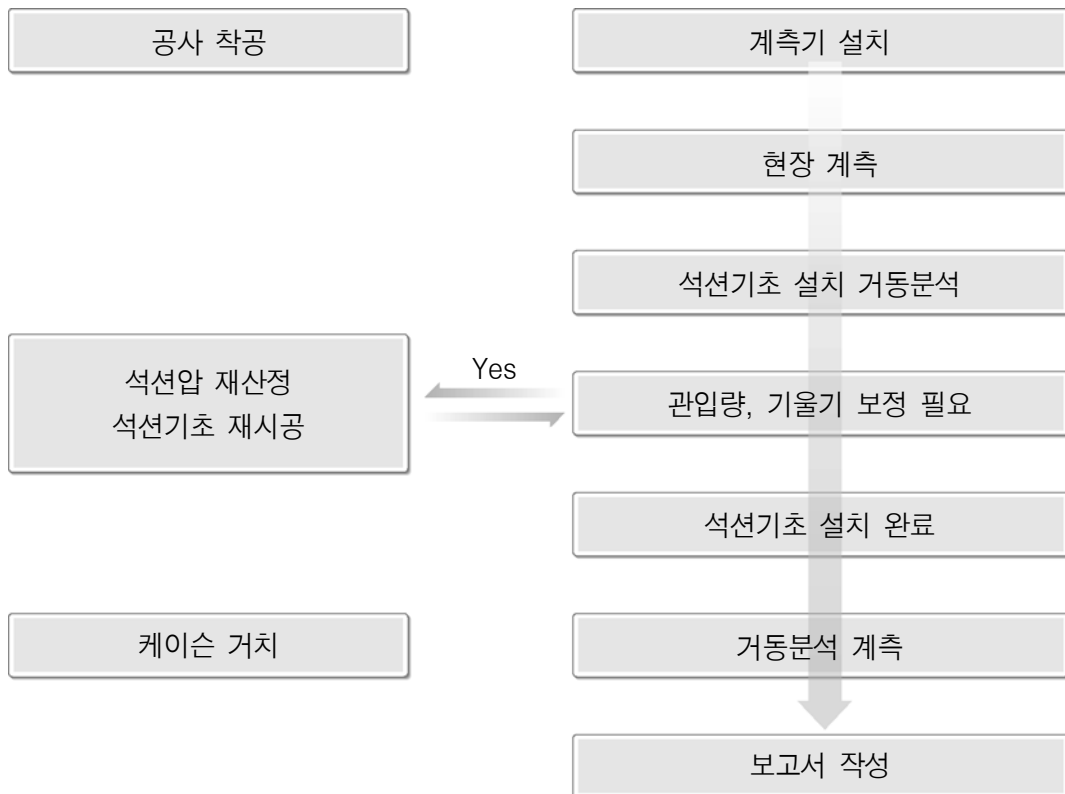 공사 착공
계측기 설치
현장 계측
석션기초 설치 거동분석
석션압 재산정
석션기초 재시공
Yes
관입량, 기울기 보정 필요
석션기초 설치 완료
케이슨 거치
거동분석 계측
보고서 작성